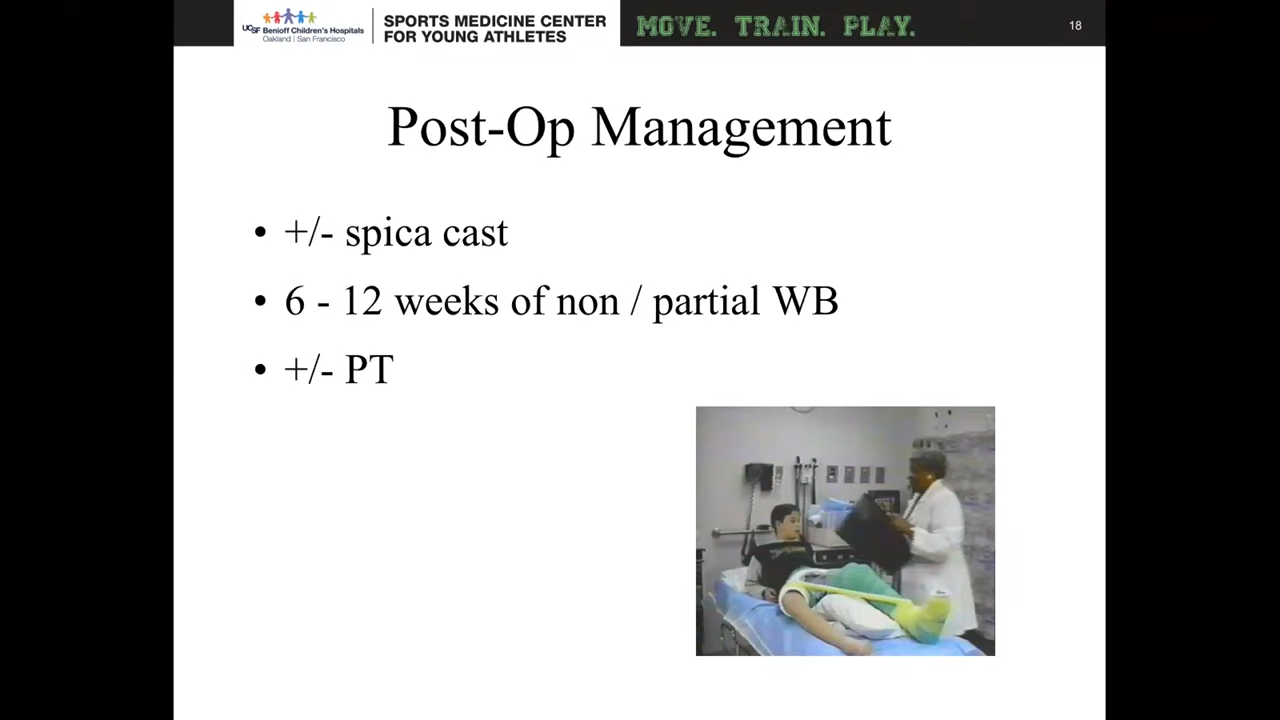 UCSF Benioff Children's Hospitals
Oakland | San Francisco
SPORTS MEDICINE CENTER
FOR YOUNG ATHLETES
MOVE. TRAIN. PLAY.
18
Post-Op Management
• +/- spica cast
• 6 - 12 weeks of non / partial WB
• +/- PT